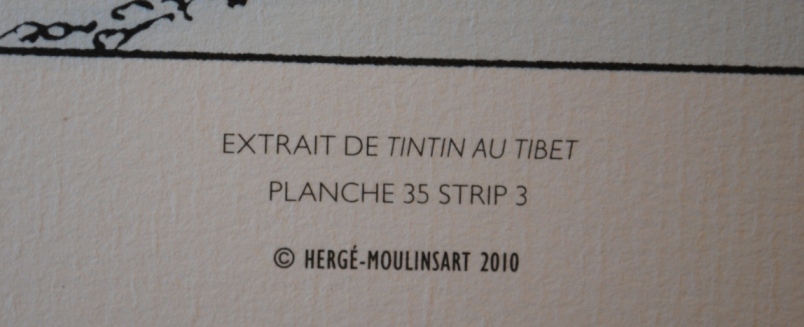 EXTRAIT DE TINTIN AU TIBET
PLANCHE 35 STRIP 3
© HERGÉ-MOULINSART 2010